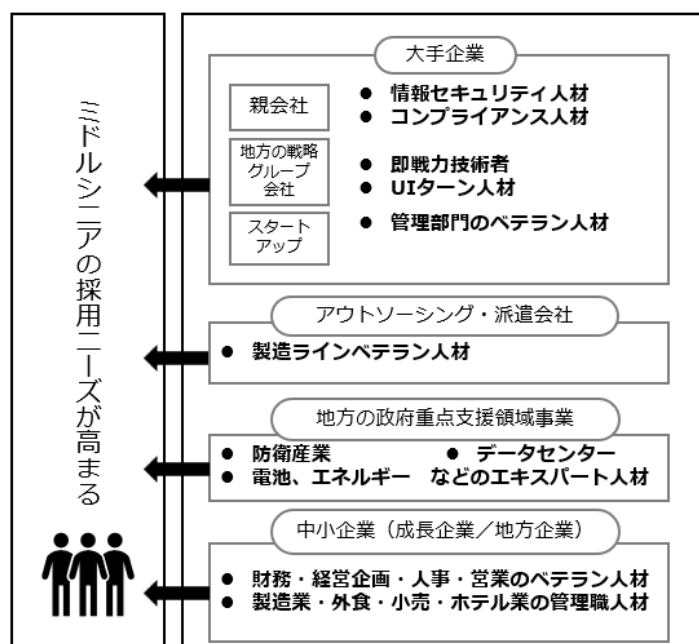 ミドルシニアの採用ニーズが高まる
大手企業
親会社
● 情報セキュリティ人材
● コンプライアンス人材
地方の戦略
グループ
会社
● 即戦力技術者
● UIターン人材
スタート
アップ
● 管理部門のベテラン人材
アウトソーシング・派遣会社
● 製造ラインベテラン人材
地方の政府重点支援領域事業
● 防衛産業 ● データセンター
● 電池、エネルギー などのエキスパート人材
中小企業（成長企業／地方企業）
● 財務・経営企画・人事・営業のベテラン人材
● 製造業・外食・小売・ホテル業の管理職人材